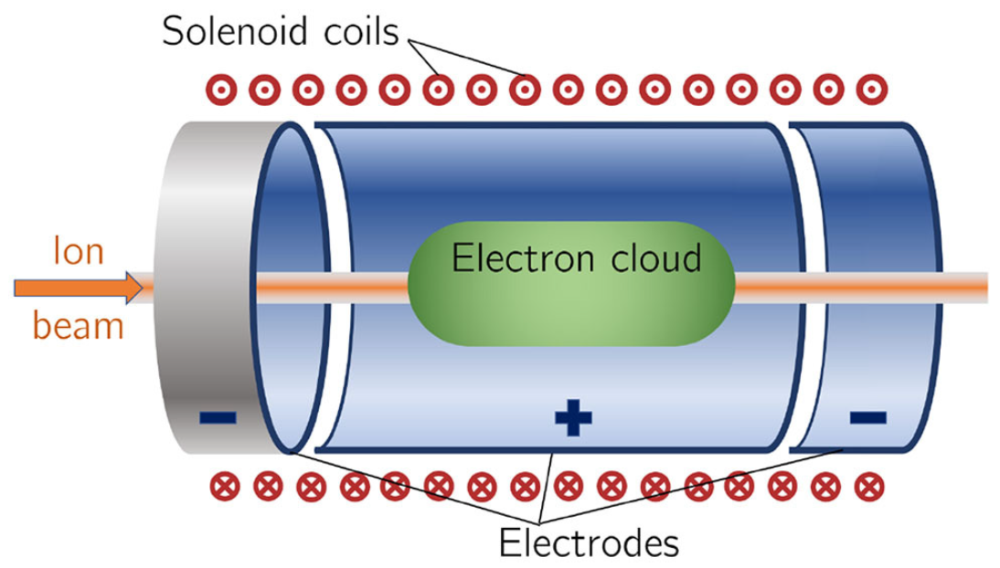 Solenoid coils
Ion
beam
Electron cloud
-
+
-
Electrodes